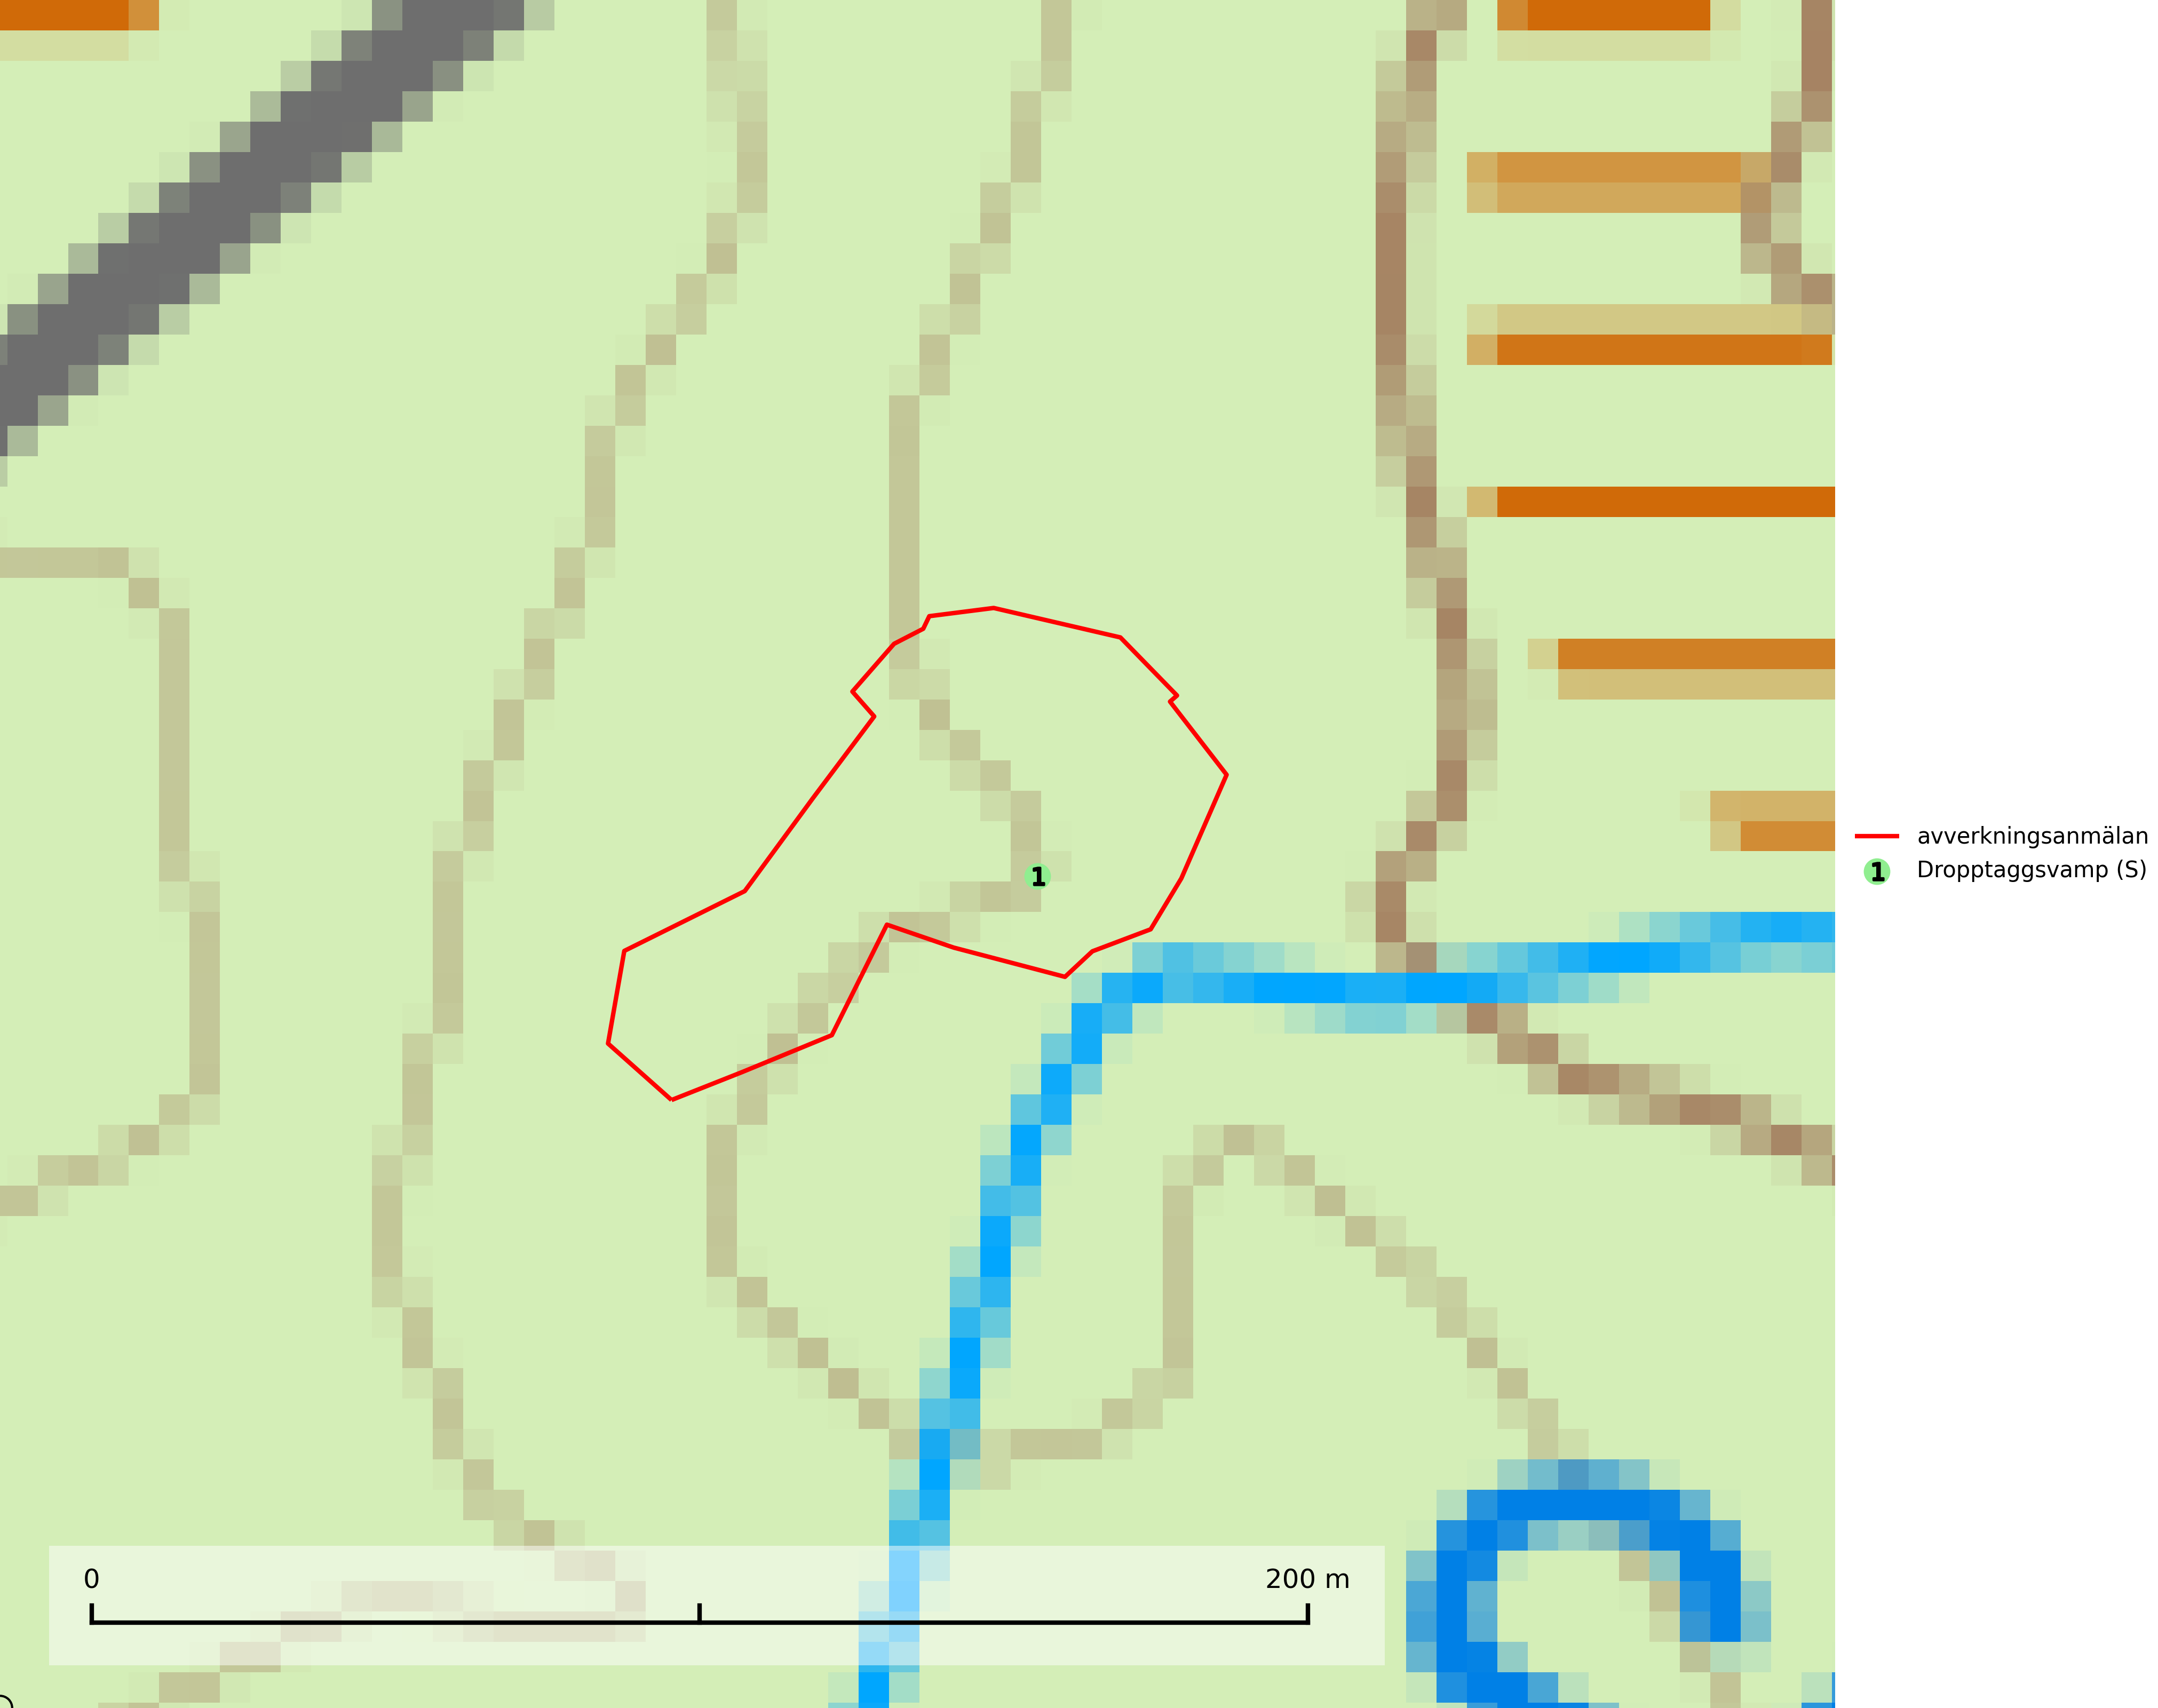 1
avverkningsanmälan
1 Dropptaggsvamp (S)
0 200 m